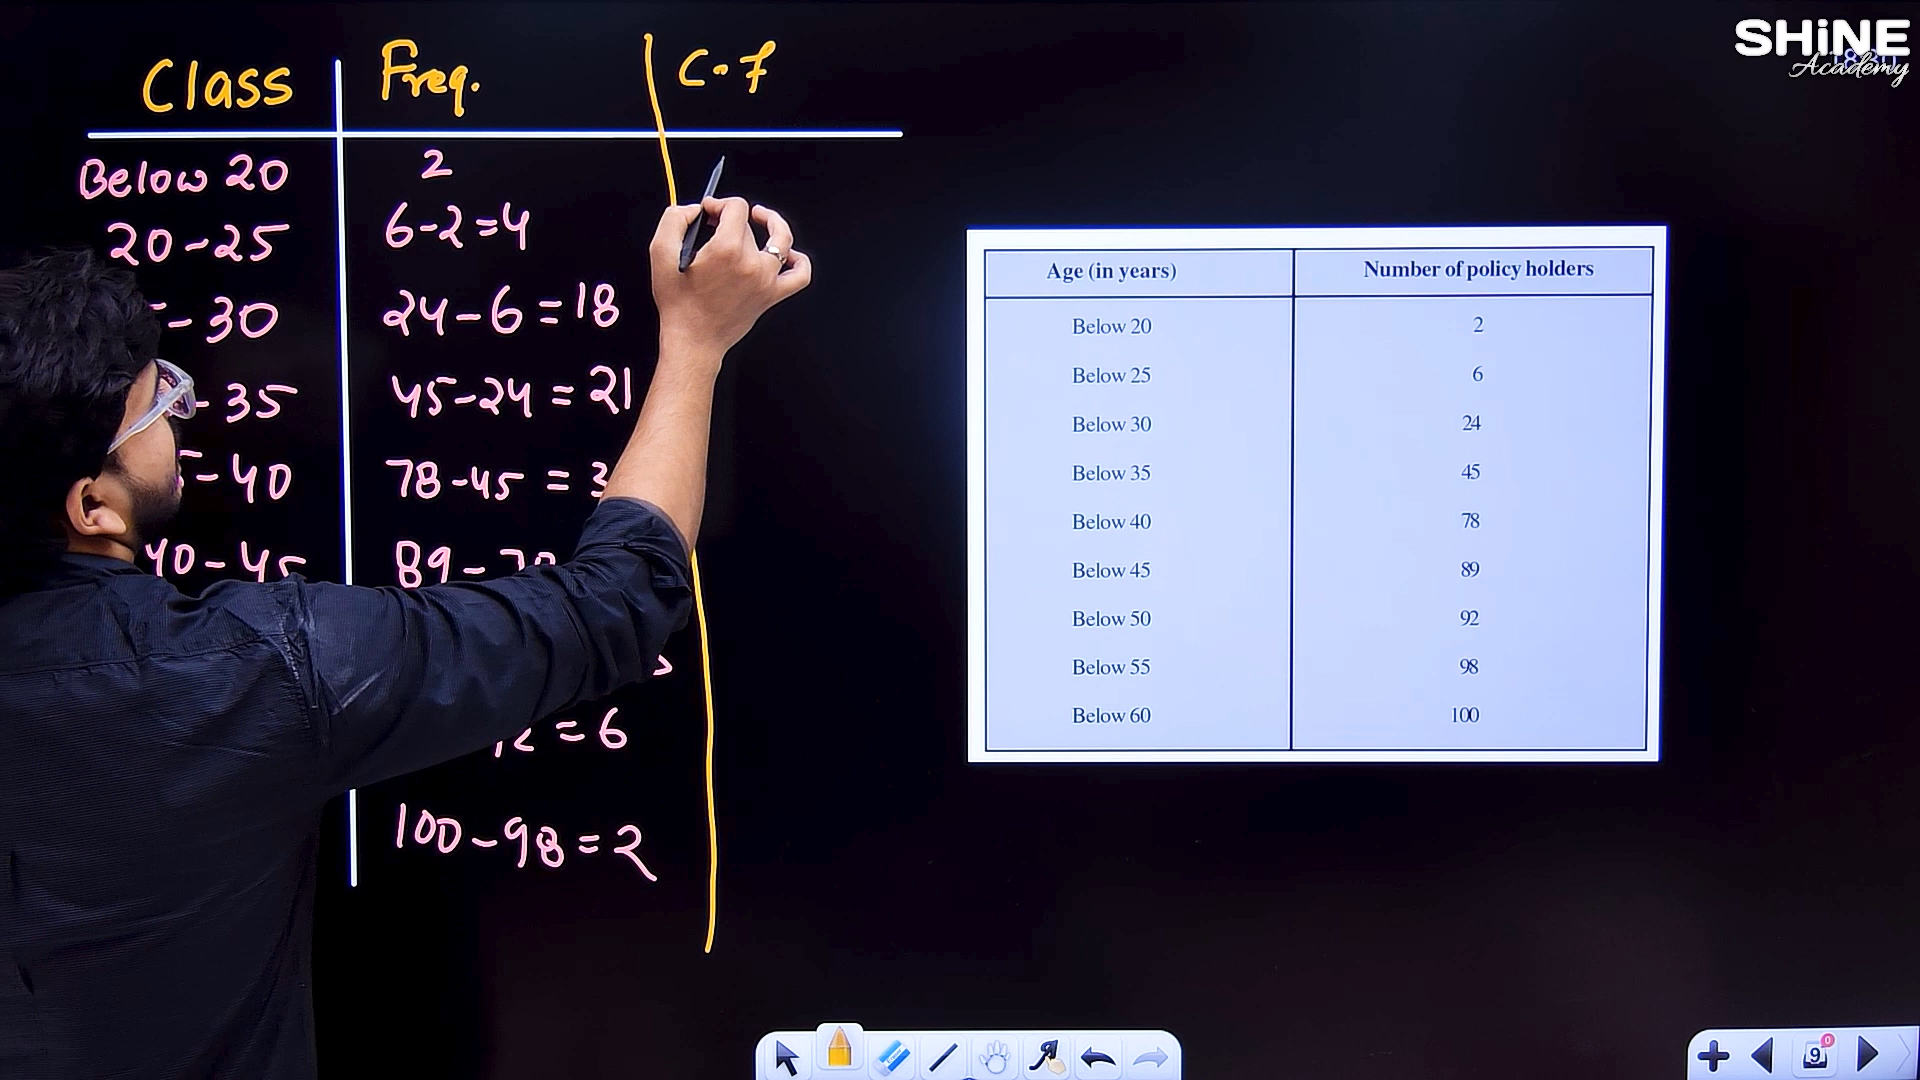 SHiNE
Academy
Class Freq. C.f
Below 20 2
20-25 6-2=4
-30 24-6=18
-35 45-24=21
-40 78-45=3
40-45 89-
=6
100-98=2
Age (in years) Number of policy holders
Below 20 2
Below 25 6
Below 30 24
Below 35 45
Below 40 78
Below 45 89
Below 50 92
Below 55 98
Below 60 100
9
0